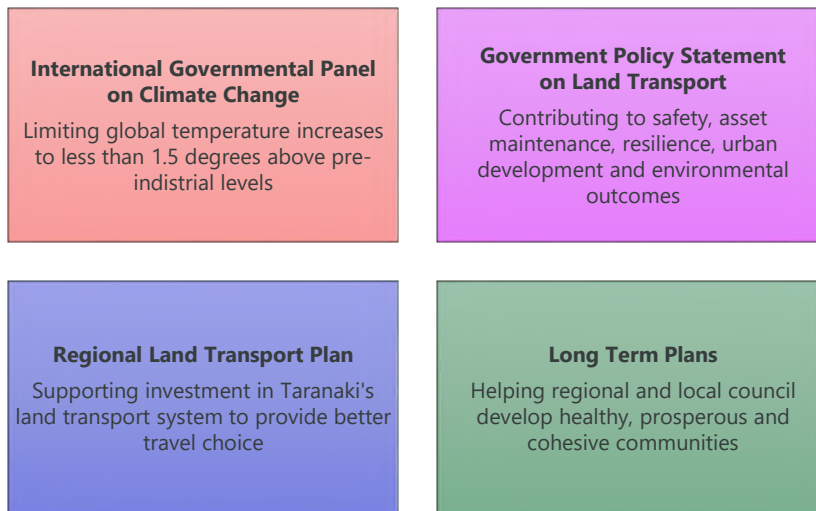 International Governmental Panel
on Climate Change
Limiting global temperature increases
to less than 1.5 degrees above pre-
indistrial levels
Government Policy Statement
on Land Transport
Contributing to safety, asset
maintenance, resilience, urban
development and environmental
outcomes
Regional Land Transport Plan
Supporting investment in Taranaki's
land transport system to provide better
travel choice
Long Term Plans
Helping regional and local council
develop healthy, prosperous and
cohesive communities